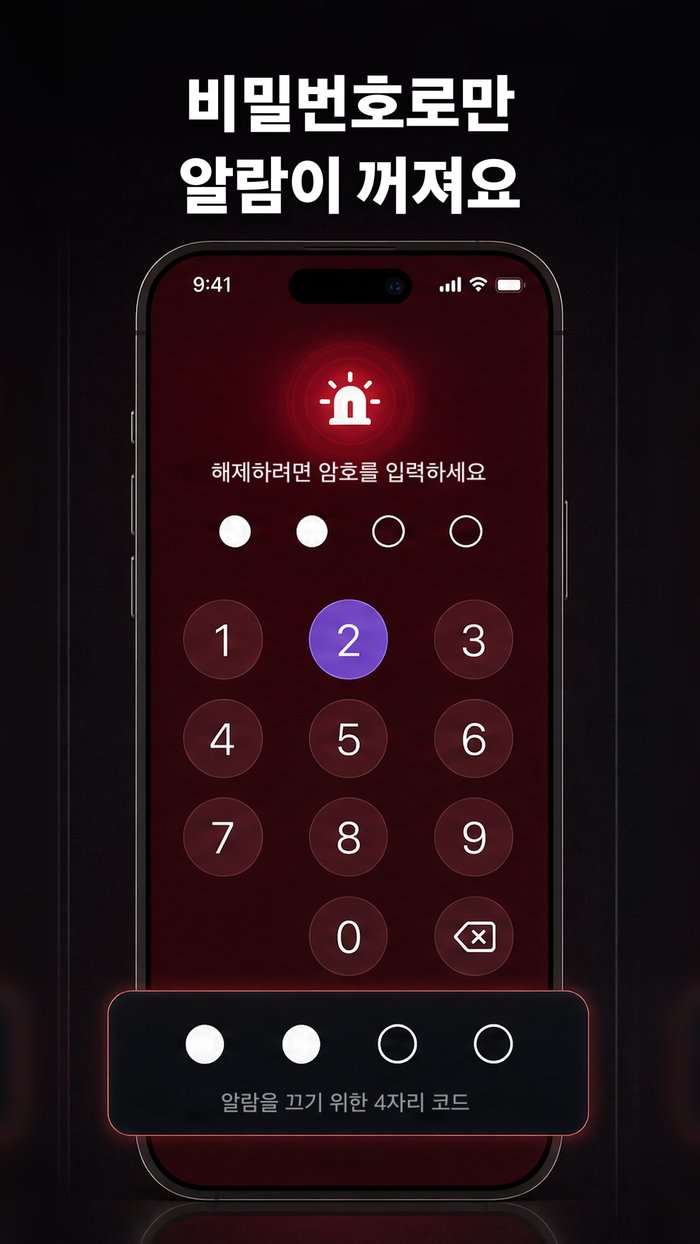 비밀번호로만
알람이 꺼져요
9:41
해제하려면 암호를 입력하세요
1 2 3
4 5 6
7 8 9
0
알람을 끄기 위한 4자리 코드